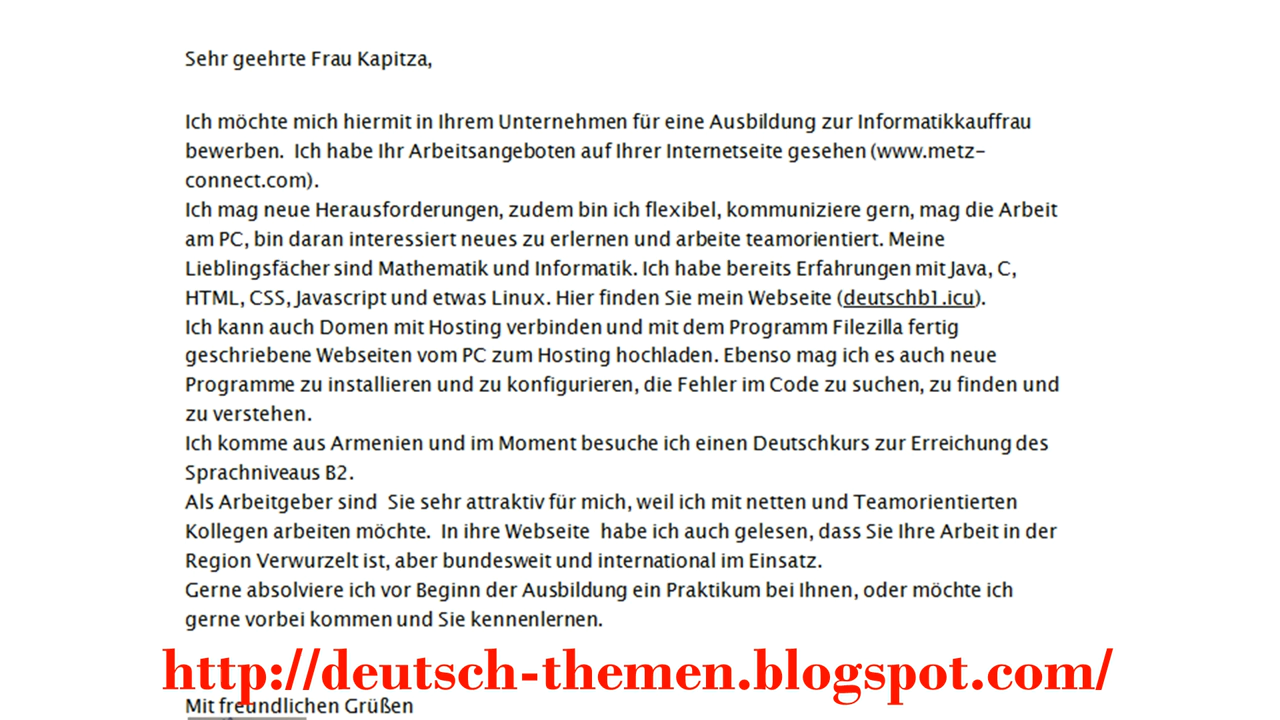 Sehr geehrte Frau Kapitza,
Ich möchte mich hiermit in Ihrem Unternehmen für eine Ausbildung zur Informatikkauffrau
bewerben.  Ich habe Ihr Arbeitsangeboten auf Ihrer Internetseite gesehen (www.metz-
connect.com).
Ich mag neue Herausforderungen, zudem bin ich flexibel, kommuniziere gern, mag die Arbeit
am PC, bin daran interessiert neues zu erlernen und arbeite teamorientiert. Meine
Lieblingsfächer sind Mathematik und Informatik. Ich habe bereits Erfahrungen mit Java, C,
HTML, CSS, Javascript und etwas Linux. Hier finden Sie mein Webseite (deutschb1.icu).
Ich kann auch Domen mit Hosting verbinden und mit dem Programm Filezilla fertig
geschriebene Webseiten vom PC zum Hosting hochladen. Ebenso mag ich es auch neue
Programme zu installieren und zu konfigurieren, die Fehler im Code zu suchen, zu finden und
zu verstehen.
Ich komme aus Armenien und im Moment besuche ich einen Deutschkurs zur Erreichung des
Sprachniveaus B2.
Als Arbeitgeber sind  Sie sehr attraktiv für mich, weil ich mit netten und Teamorientierten
Kollegen arbeiten möchte.  In ihre Webseite  habe ich auch gelesen, dass Sie Ihre Arbeit in der
Region Verwurzelt ist, aber bundesweit und international im Einsatz.
Gerne absolviere ich vor Beginn der Ausbildung ein Praktikum bei Ihnen, oder möchte ich
gerne vorbei kommen und Sie kennenlernen.
http://deutsch-themen.blogspot.com/
Mit freundlichen Grüßen